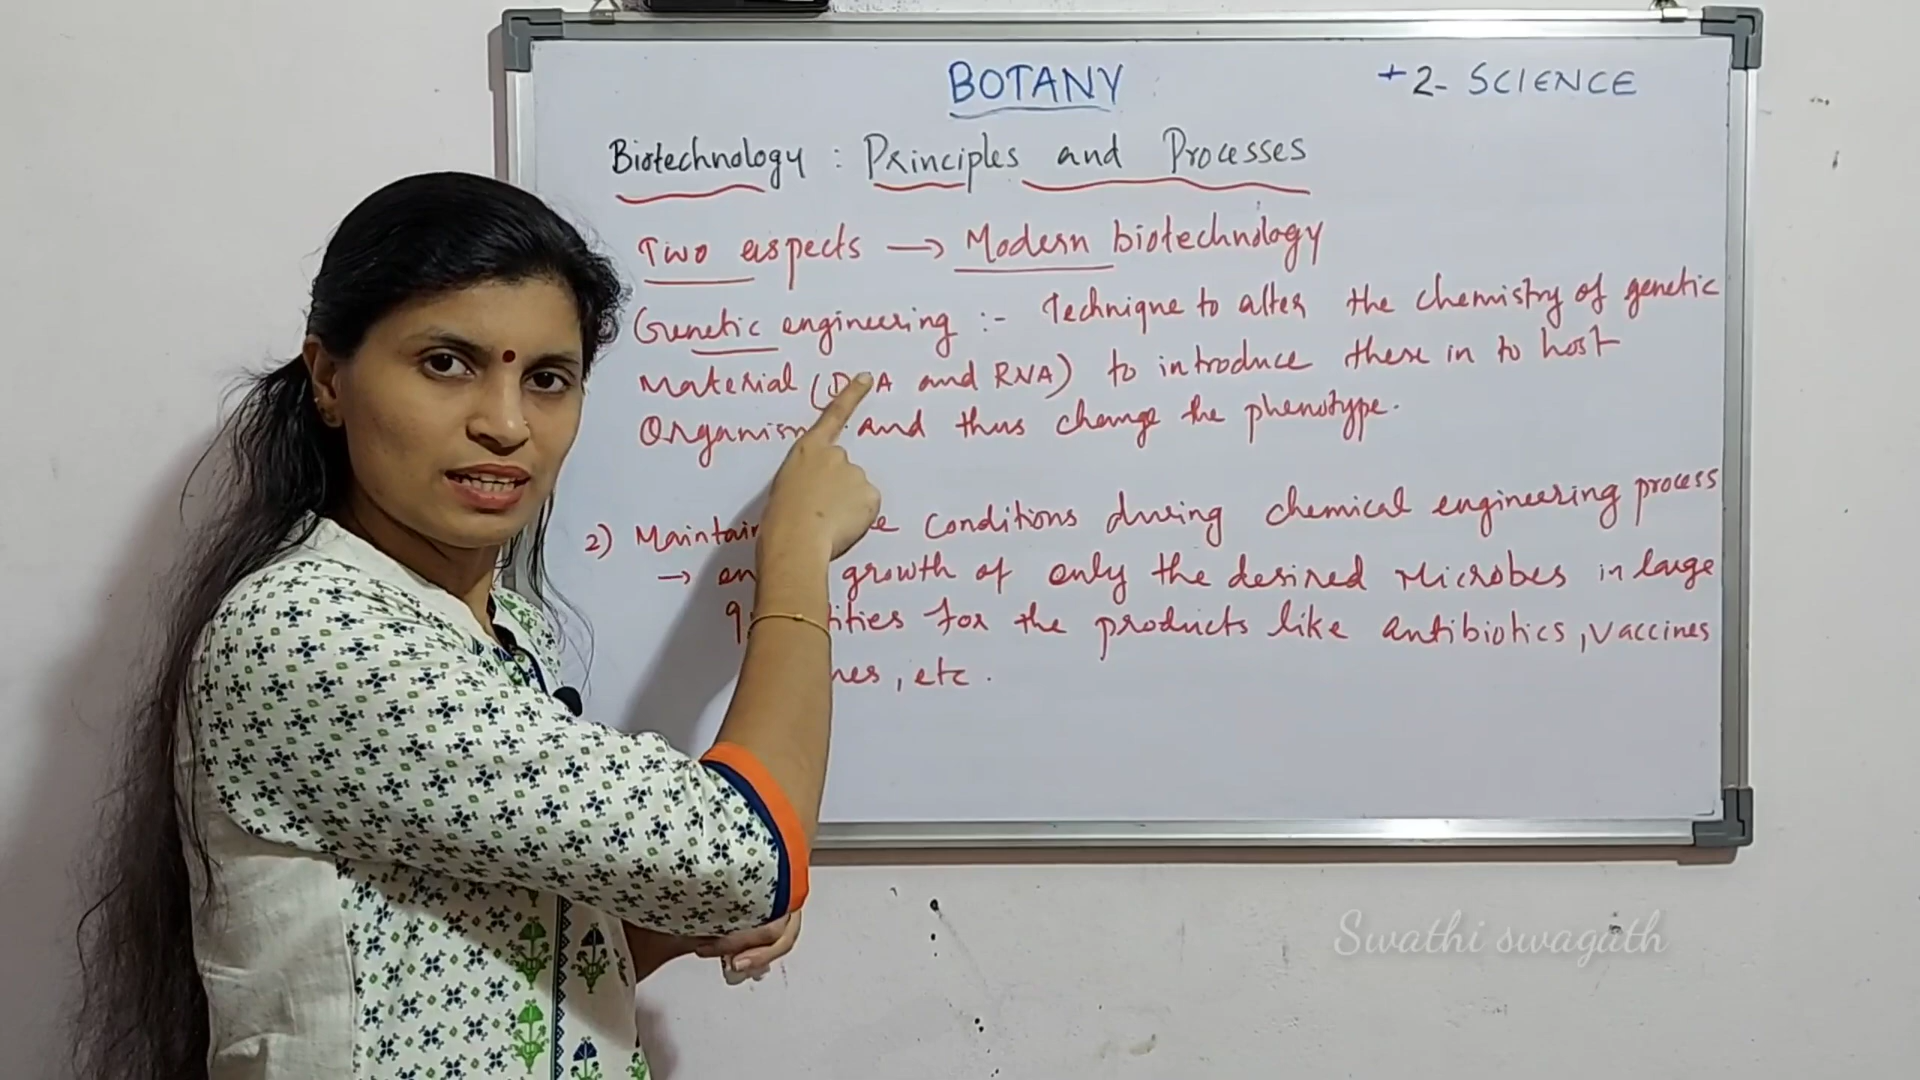 BOTANY
+2- SCIENCE
Biotechnology : Principles and Processes
Two aspects → Modern biotechnology
Genetic engineering :- Technique to alter the chemistry of genetic
Material (DNA and RNA) to introduce these in to host
Organism and thus change the phenotype.
2) Maintain conditions during chemical engineering process
→ growth of only the desired Microbes in large
for the products like antibiotics, vaccines
, etc.
Swathi swagath